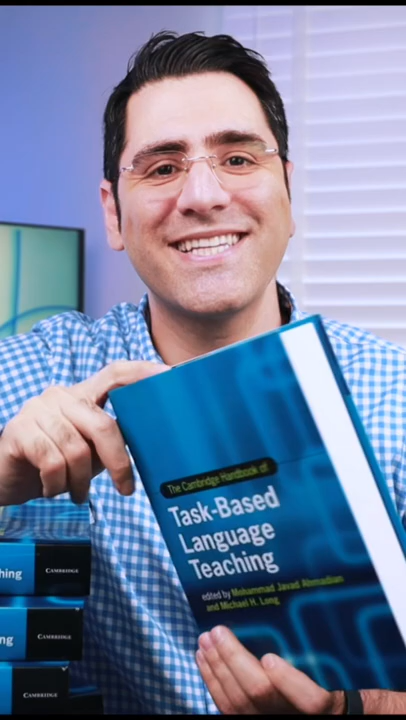 The Cambridge Handbook of
Task-Based
Language
Teaching
edited by Mohammad Javad Ahmadian
and Michael H. Long
hing
CAMBRIDGE
ng
CAMBRIDGE
CAMBRIDGE